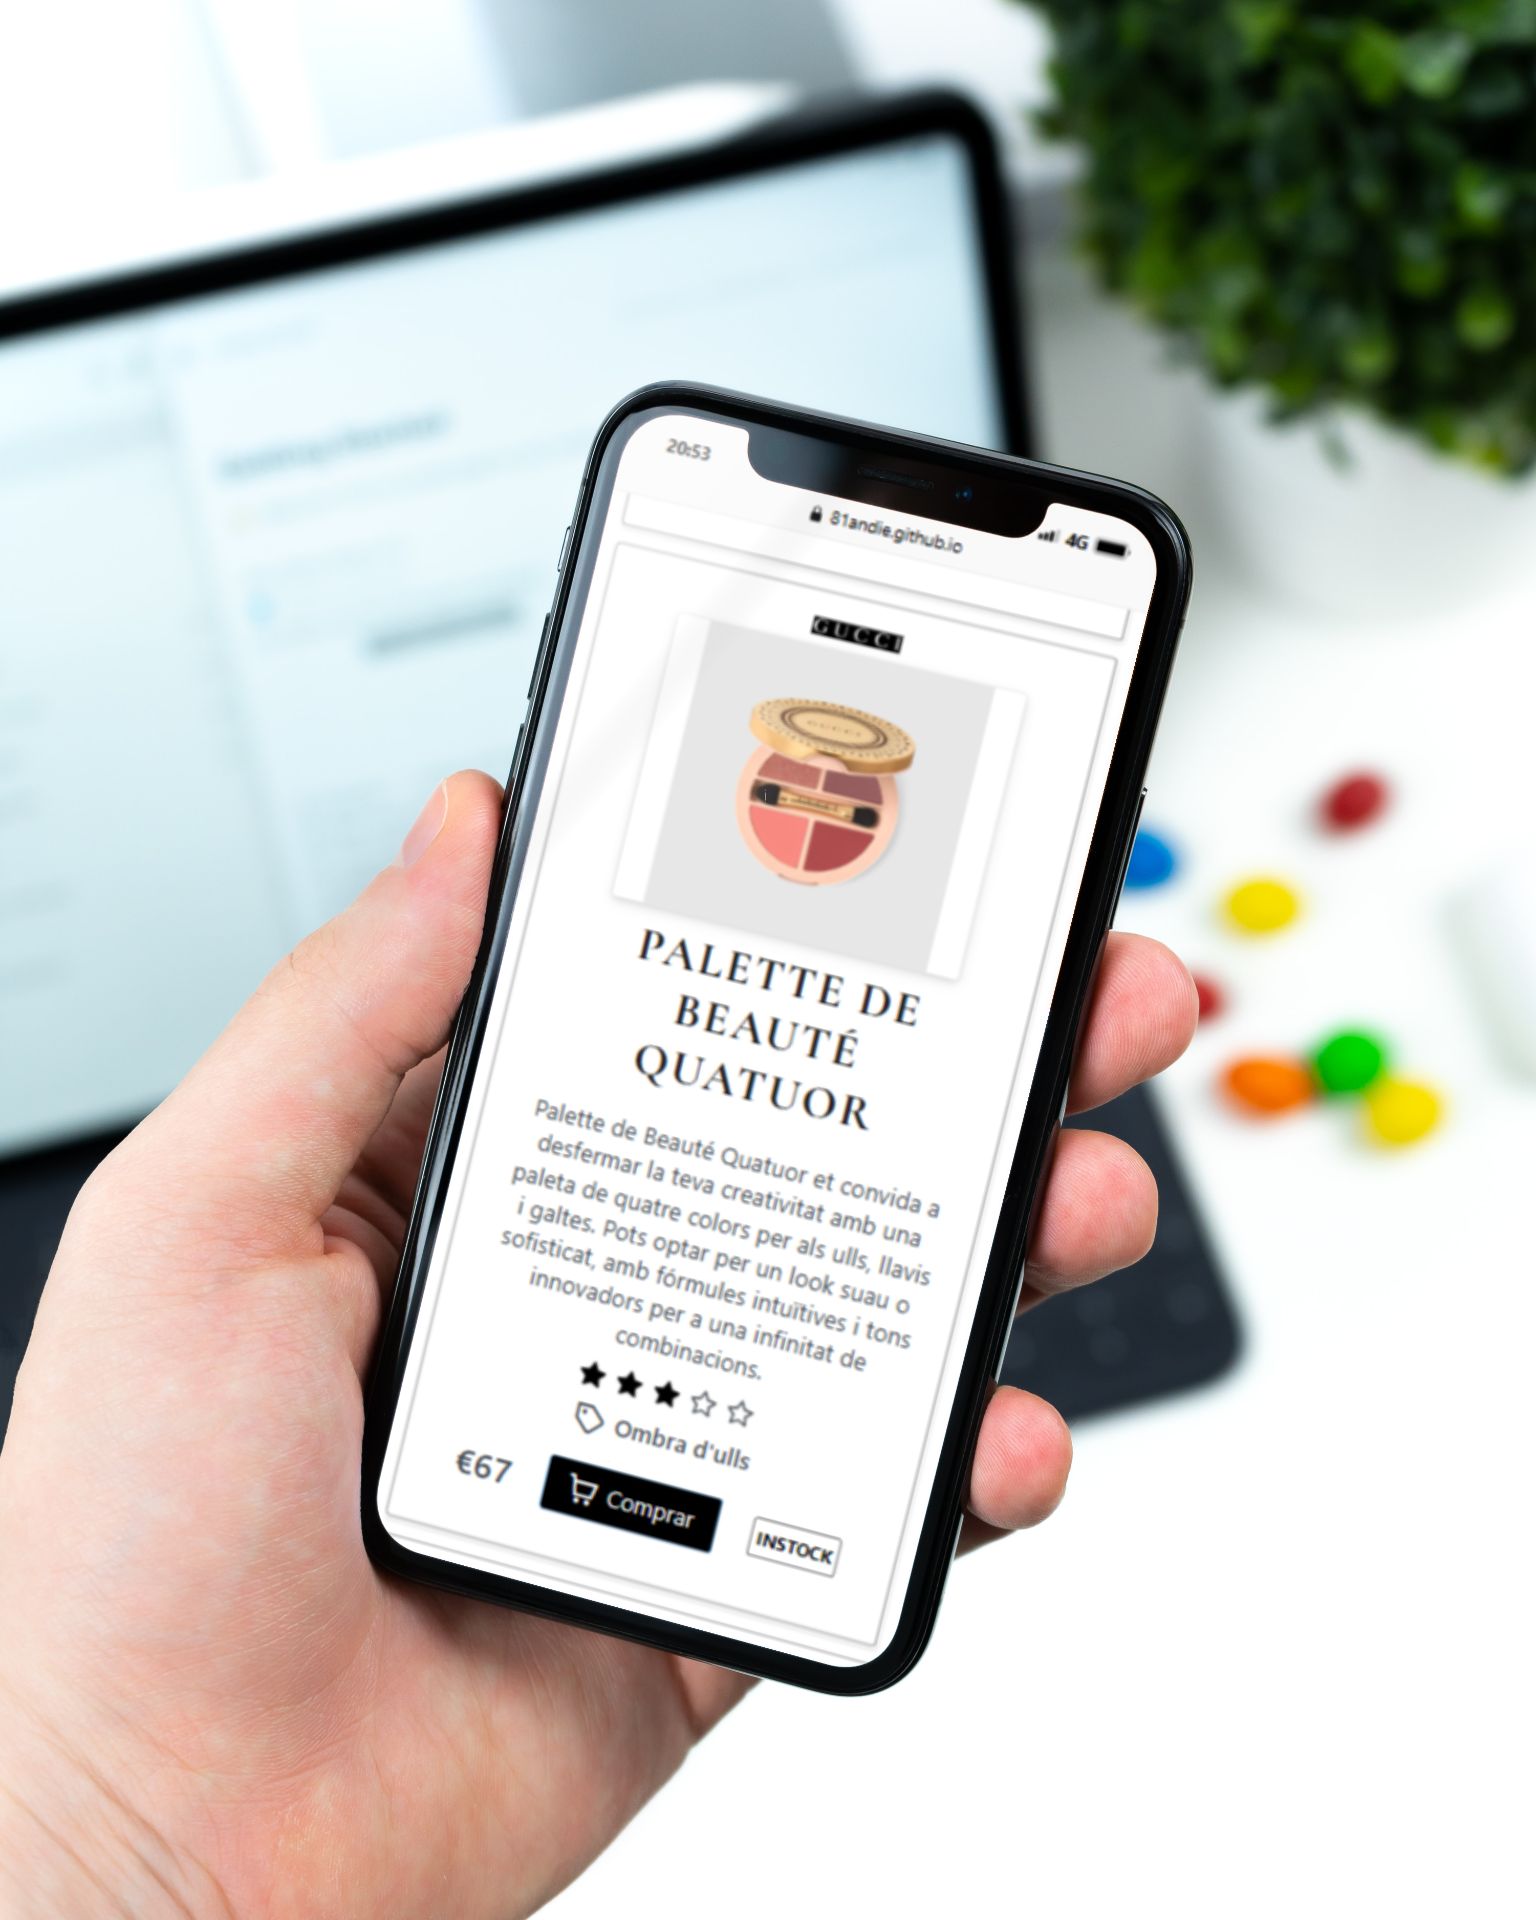 20:53
81andie.github.io
4G
GUCCI
GUCCI
PALETTE DE
BEAUTÉ
QUATUOR
Palette de Beauté Quatuor et convida a
desfermar la teva creativitat amb una
paleta de quatre colors per als ulls, llavis
i galtes. Pots optar per un look suau o
sofisticat, amb fórmules intuïtives i tons
innovadors per a una infinitat de
combinacions.
Ombra d'ulls
€67
Comprar
INSTOCK